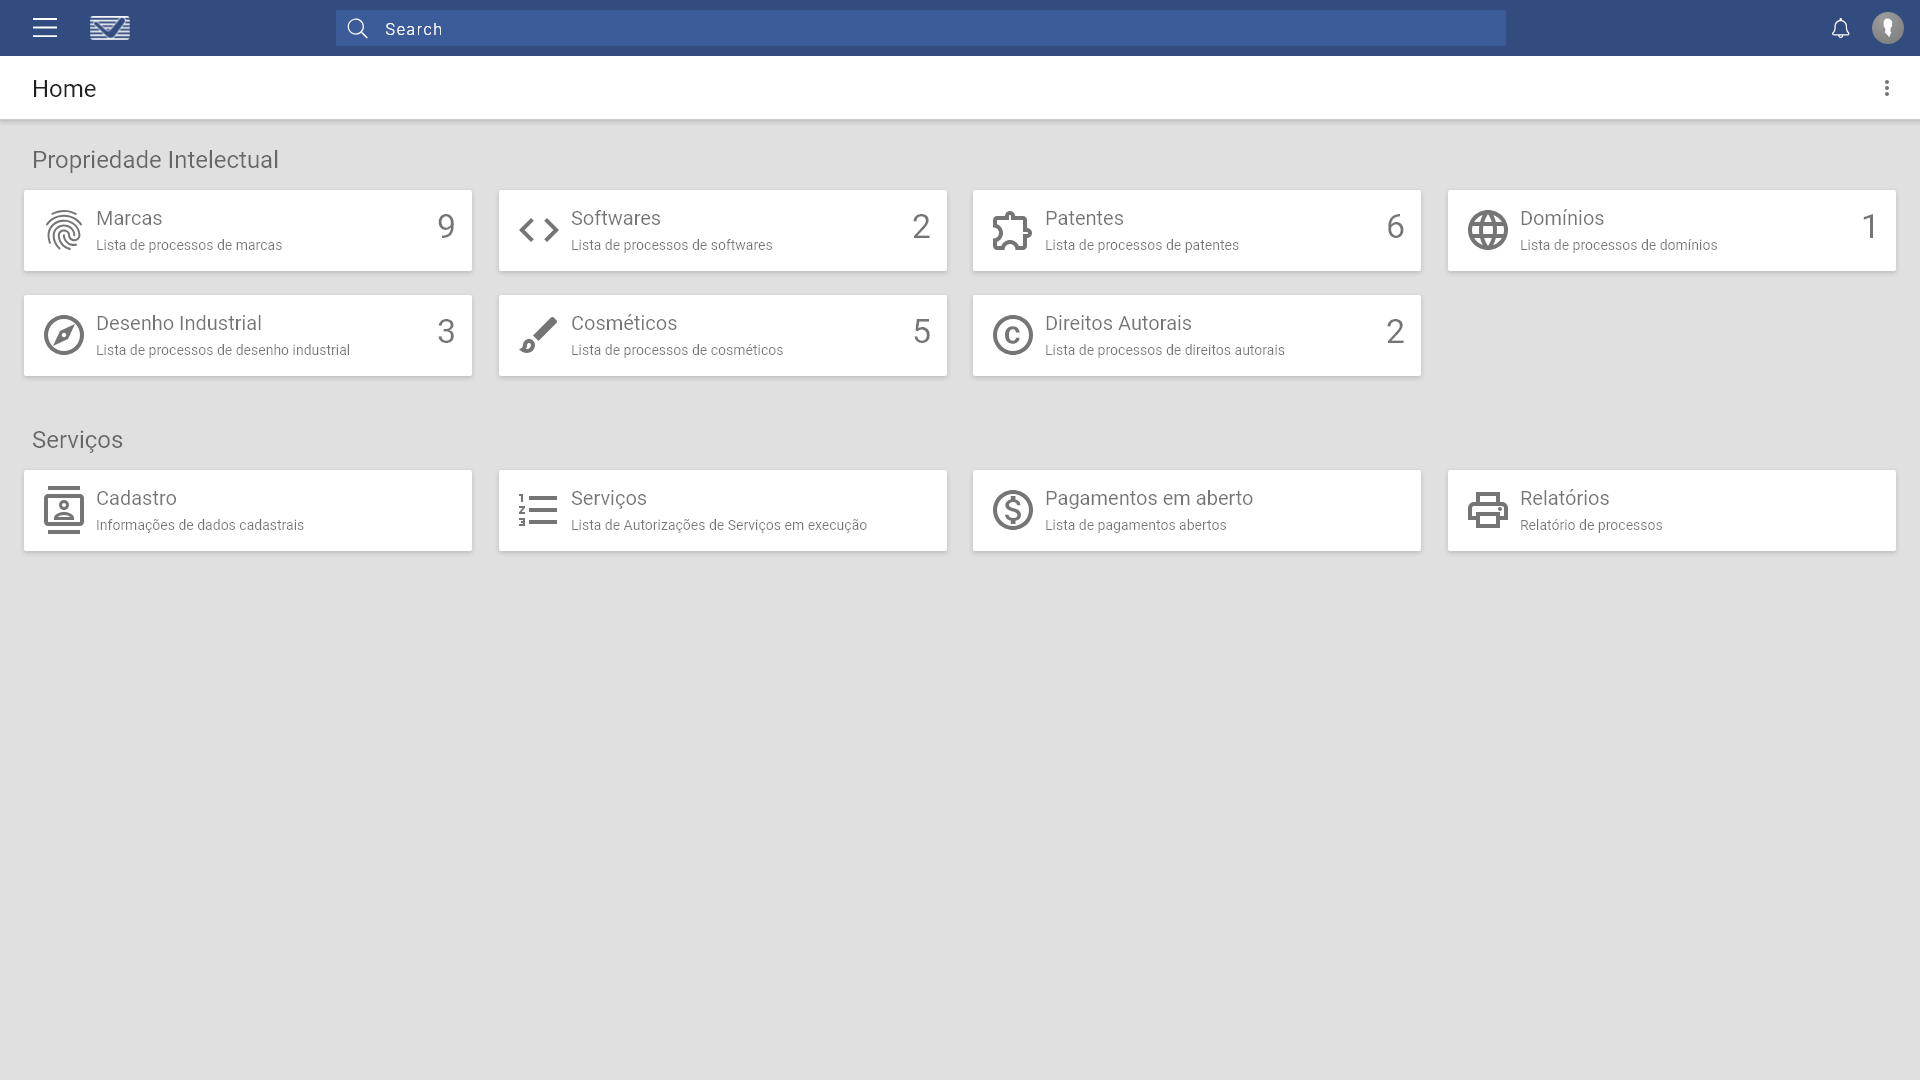 Search
Home
Propriedade Intelectual
Marcas
Lista de processos de marcas
9
Softwares
Lista de processos de softwares
2
Patentes
Lista de processos de patentes
6
Domínios
Lista de processos de domínios
1
Desenho Industrial
Lista de processos de desenho industrial
3
Cosméticos
Lista de processos de cosméticos
5
Direitos Autorais
Lista de processos de direitos autorais
2
Serviços
Cadastro
Informações de dados cadastrais
Serviços
Lista de Autorizações de Serviços em execução
Pagamentos em aberto
Lista de pagamentos abertos
Relatórios
Relatório de processos